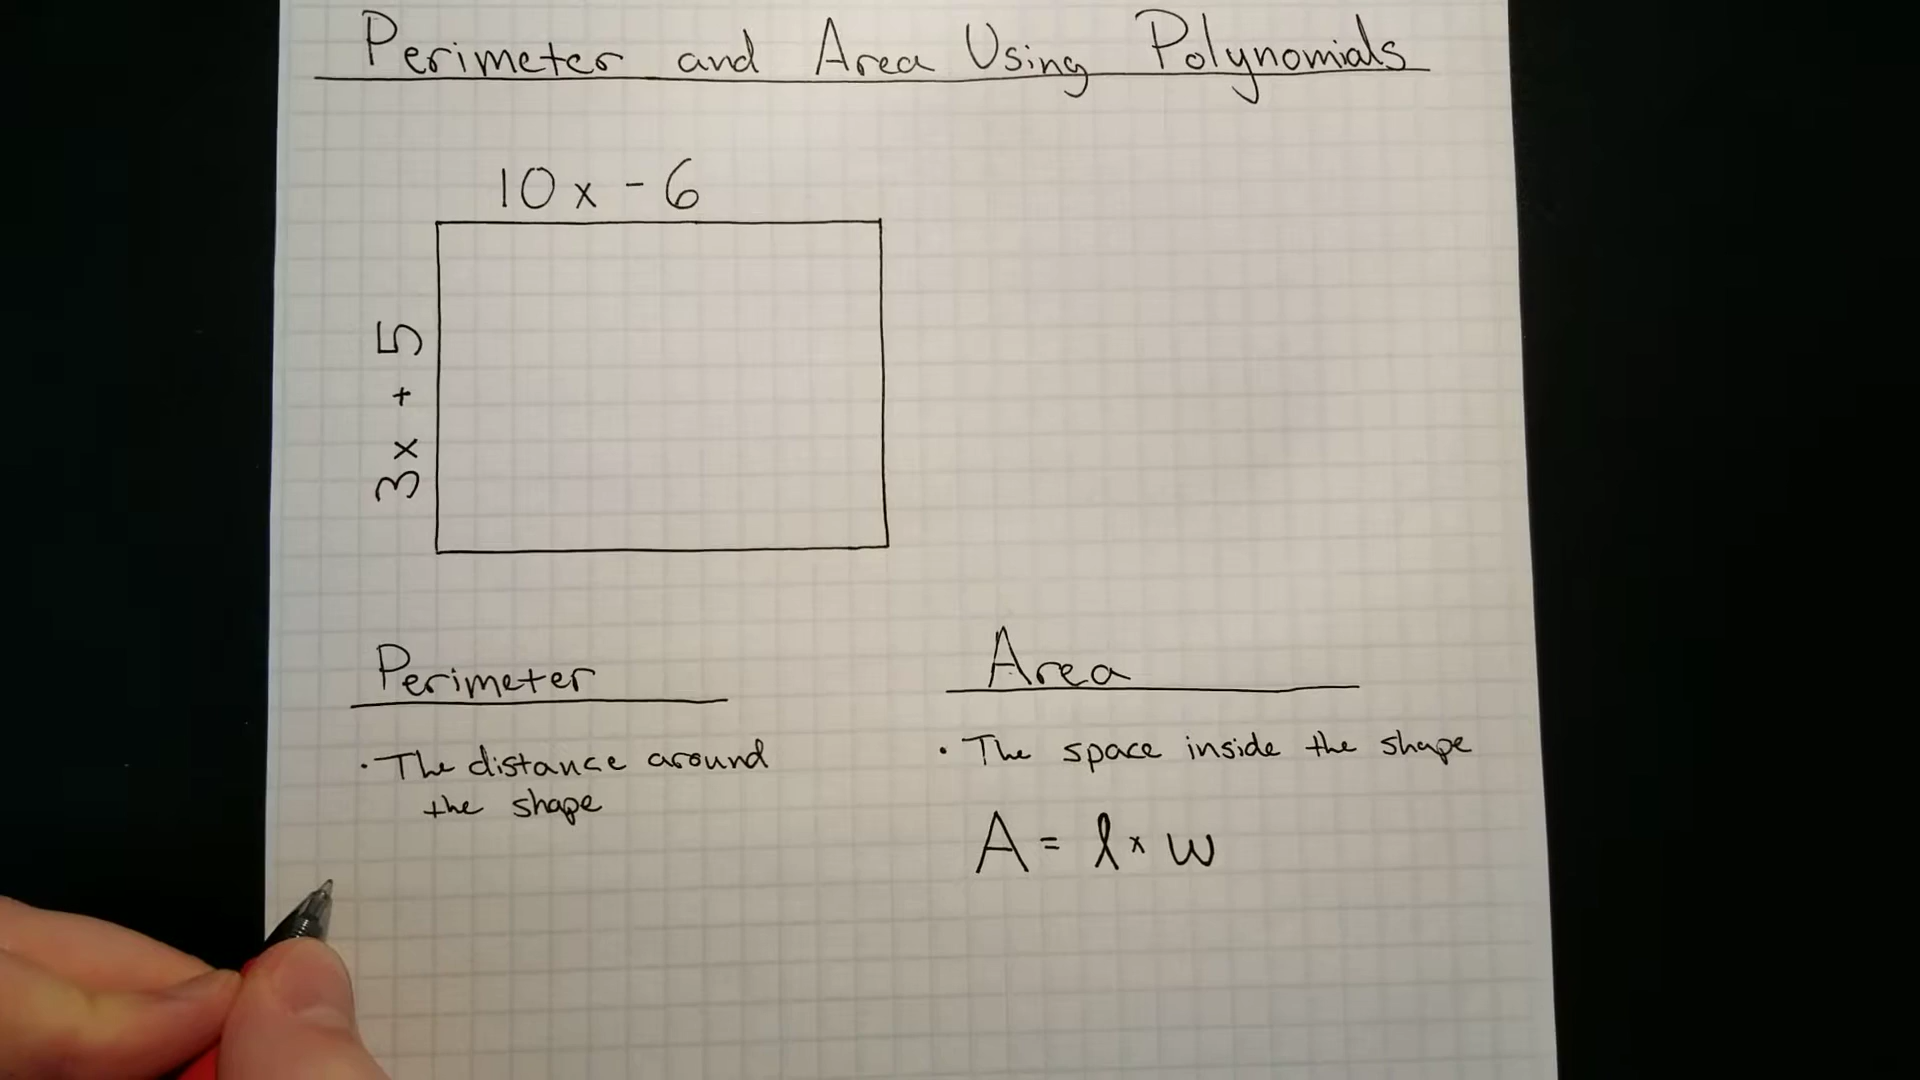 Perimeter and Area Using Polynomials
10x - 6
3x + 5
Perimeter
• The distance around
the shape
Area
• The space inside the shape
A = l × w